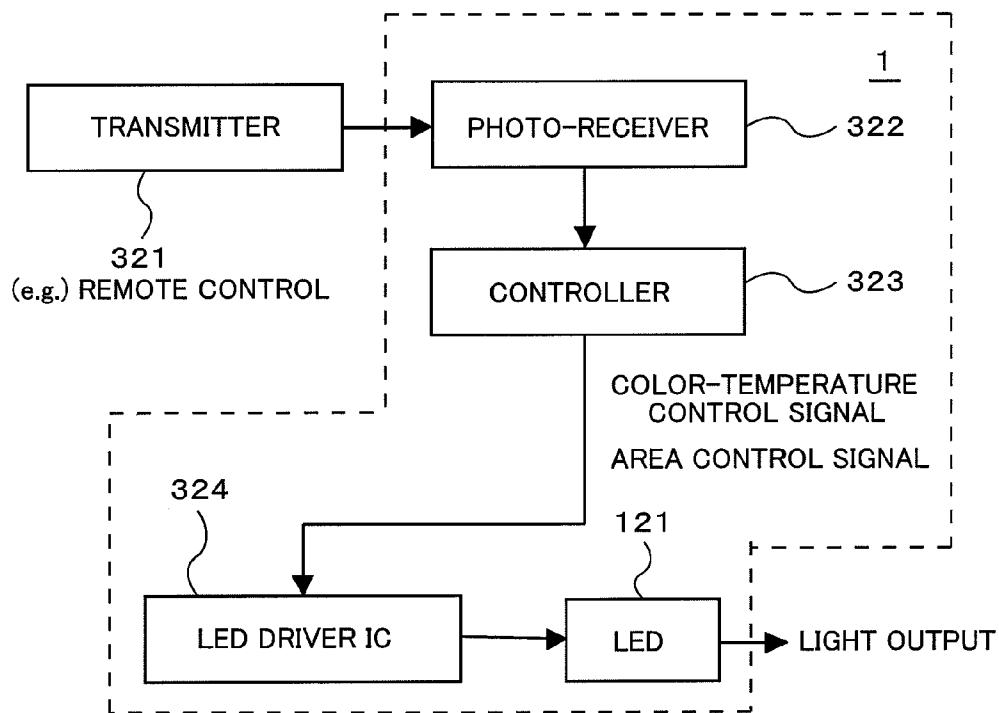 1
TRANSMITTER
PHOTO-RECEIVER
322
321
(e.g.) REMOTE CONTROL
CONTROLLER
323
COLOR-TEMPERATURE
CONTROL SIGNAL
AREA CONTROL SIGNAL
324
121
LED DRIVER IC
LED
LIGHT OUTPUT